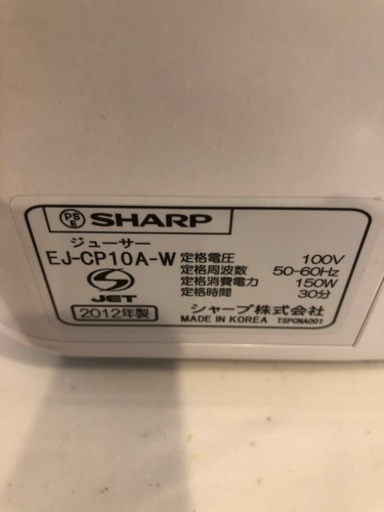 PSE SHARP
ジューサー
EJ-CP10A-W
JET
2012年製
定格電圧 100V
定格周波数 50-60Hz
定格消費電力 150W
定格時間 30分
シャープ株式会社
MADE IN KOREA TSPCNA001